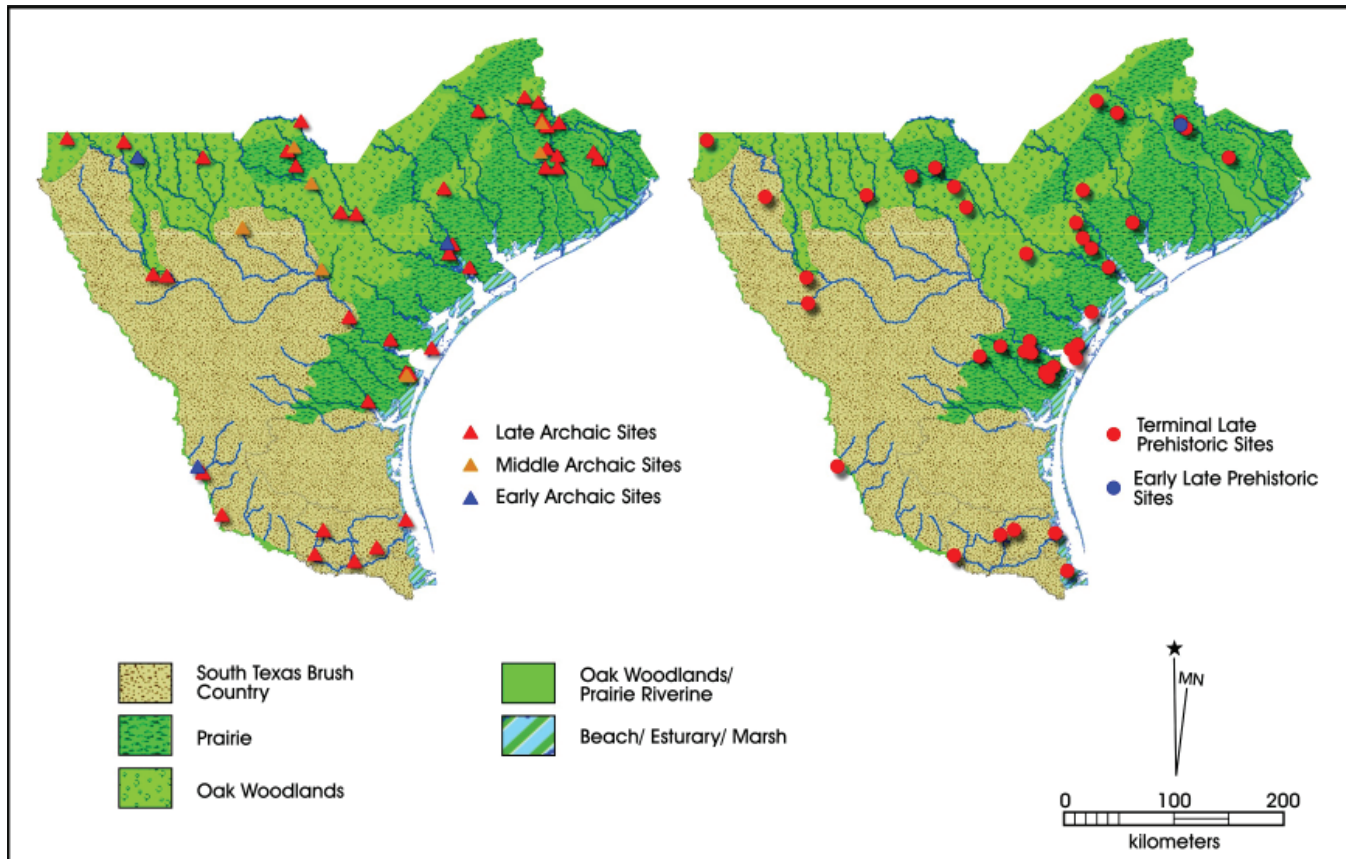 Late Archaic Sites
Middle Archaic Sites
Early Archaic Sites
Terminal Late
Prehistoric Sites
Early Late Prehistoric
Sites
South Texas Brush
Country
Prairie
Oak Woodlands
Oak Woodlands/
Prairie Riverine
Beach/ Esturary/ Marsh
MN
0 100 200
kilometers